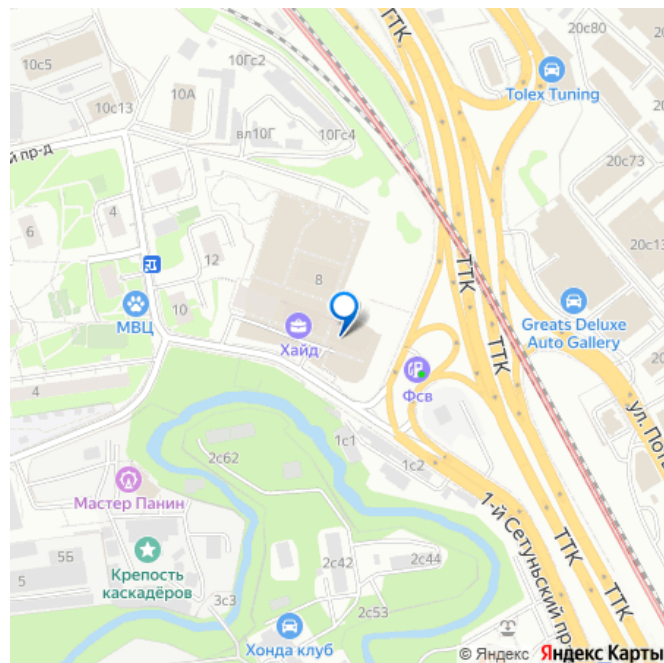 ТТК
20с80
10с5
10Гс2
Tolex Tuning
10А
10с13
вл10Г
10Гс4
20с
й пр-д
20с73
4
6
12
ТТК
20с13
8
МВЦ
10
Хайд
Greats Deluxe
Auto Gallery
ТТК
Фсв
4
ул. Пот
1с1
2с62
1с2
Мастер Панин
1-й Сетуньский пр
ТТК
5Б
5
Крепость
каскадёров
2с42
2с44
ТТК
3с3
2с53
Хонда клуб
© Яндекс Яндекс Карты